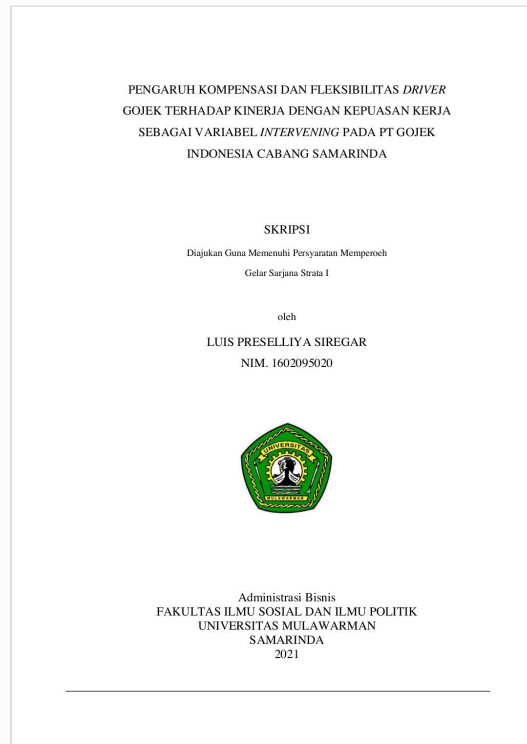 PENGARUH KOMPENSASI DAN FLEKSIBILITAS DRIVER
GOJEK TERHADAP KINERJA DENGAN KEPUASAN KERJA
SEBAGAI VARIABEL INTERVENING PADA PT GOJEK
INDONESIA CABANG SAMARINDA
SKRIPSI
Diajukan Guna Memenuhi Persyaratan Memperoeh
Gelar Sarjana Strata I
oleh
LUIS PRESELLIYA SIREGAR
NIM. 1602095020
UNIVERSITAS
MULAWARMAN
Administrasi Bisnis
FAKULTAS ILMU SOSIAL DAN ILMU POLITIK
UNIVERSITAS MULAWARMAN
SAMARINDA
2021